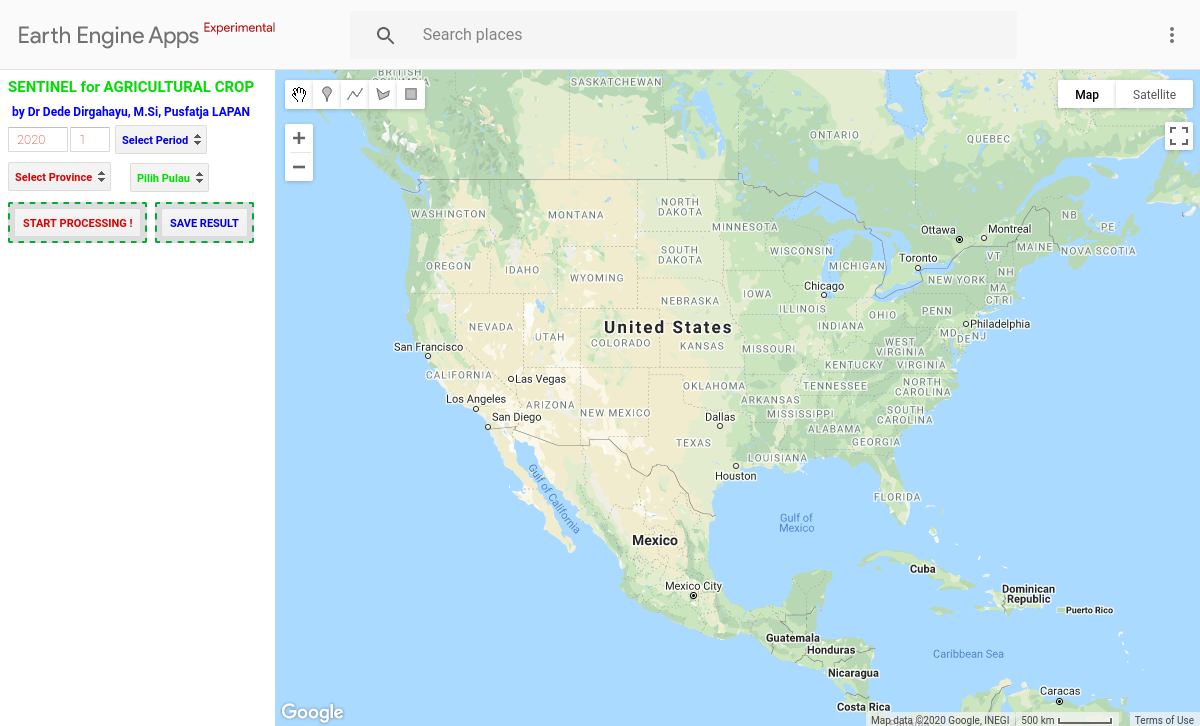 Earth Engine Apps Experimental
Search places
SENTINEL for AGRICULTURAL CROP
by Dr Dede Dirgahayu, M.Si, Pusfatja LAPAN
2020 1 Select Period
Select Province Pilih Pulau
START PROCESSING ! SAVE RESULT
Map Satellite
BRITISH
COLUMBIA
SASKATCHEWAN
ONTARIO
QUEBEC
WASHINGTON
MONTANA
NORTH
DAKOTA
MINNESOTA
NB
PE
Ottawa
Montreal
MAINE
NOVA SCOTIA
OREGON
IDAHO
SOUTH
DAKOTA
WISCONSIN
MICHIGAN
Toronto
VT
NH
WYOMING
NEW YORK
MA
CT
RI
Chicago
IOWA
NEBRASKA
ILLINOIS
OHIO
PENN
INDIANA
Philadelphia
MD
DE
NJ
NEVADA
UTAH
United States
COLORADO
KANSAS
MISSOURI
WEST
VIRGINIA
KENTUCKY
VIRGINIA
San Francisco
CALIFORNIA
Las Vegas
OKLAHOMA
TENNESSEE
NORTH
CAROLINA
Los Angeles
ARIZONA
NEW MEXICO
ARKANSAS
MISSISSIPPI
SOUTH
CAROLINA
San Diego
Dallas
ALABAMA
TEXAS
GEORGIA
LOUISIANA
Houston
Gulf of California
FLORIDA
Gulf of
Mexico
Mexico
Cuba
Mexico City
Dominican
Republic
Puerto Rico
Guatemala
Honduras
Caribbean Sea
Nicaragua
Caracas
Costa Rica
Google
Map data ©2020 Google, INEGI 500 km Terms of Use